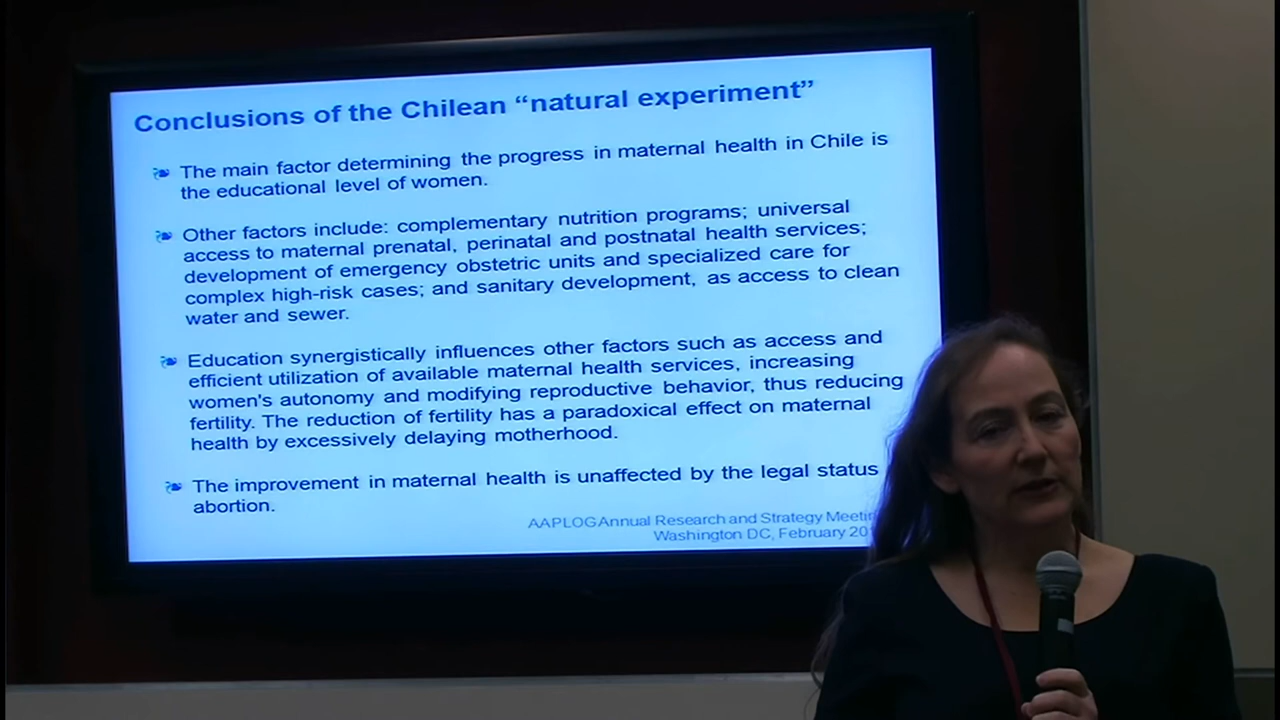 Conclusions of the Chilean “natural experiment”
The main factor determining the progress in maternal health in Chile is
the educational level of women.
Other factors include: complementary nutrition programs; universal
access to maternal prenatal, perinatal and postnatal health services;
development of emergency obstetric units and specialized care for
complex high-risk cases; and sanitary development, as access to clean
water and sewer.
Education synergistically influences other factors such as access and
efficient utilization of available maternal health services, increasing
women's autonomy and modifying reproductive behavior, thus reducing
fertility. The reduction of fertility has a paradoxical effect on maternal
health by excessively delaying motherhood.
The improvement in maternal health is unaffected by the legal status
abortion.
AAPLOG Annual Research and Strategy
Washington DC, February